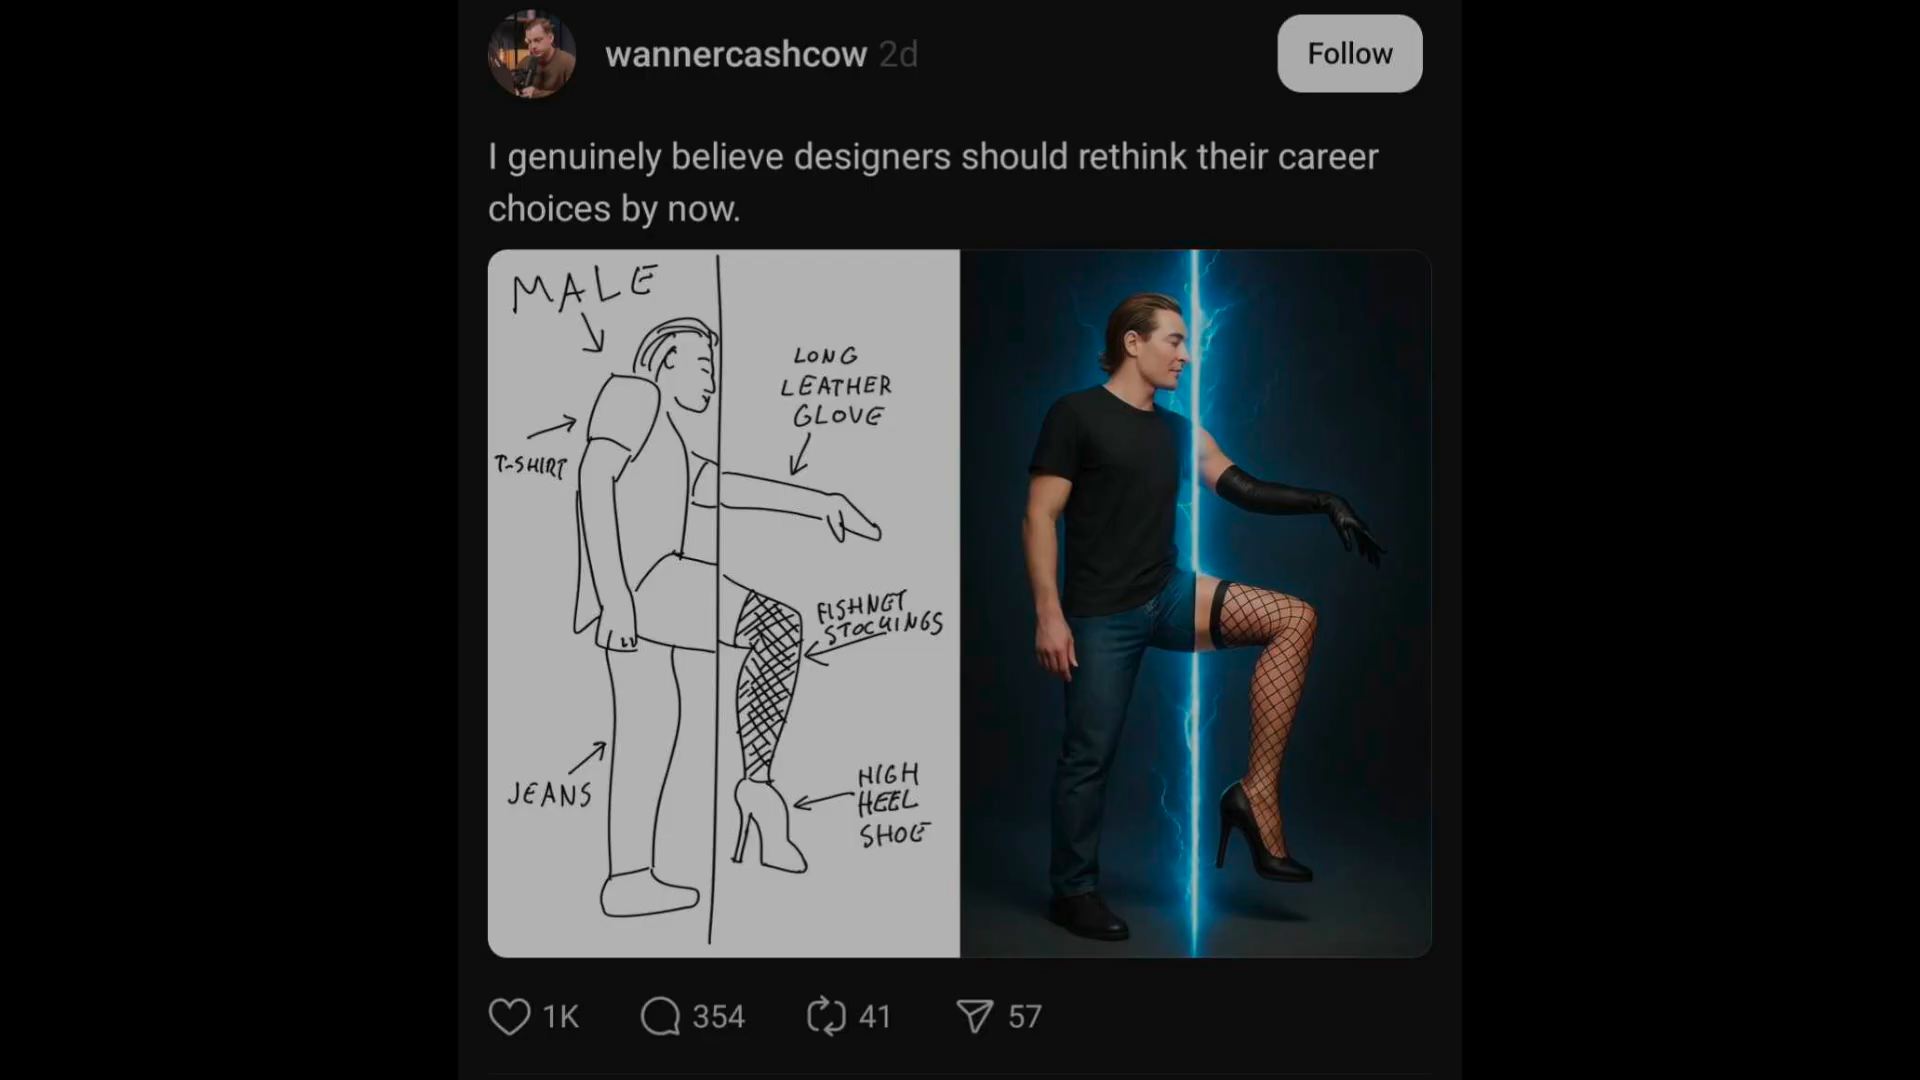 wannercashcow 2d
Follow
I genuinely believe designers should rethink their career
choices by now.
MALE
T-SHIRT
JEANS
LONG
LEATHER
GLOVE
FISHNET
STOCKINGS
HIGH
HEEL
SHOE
1K 354 41 57